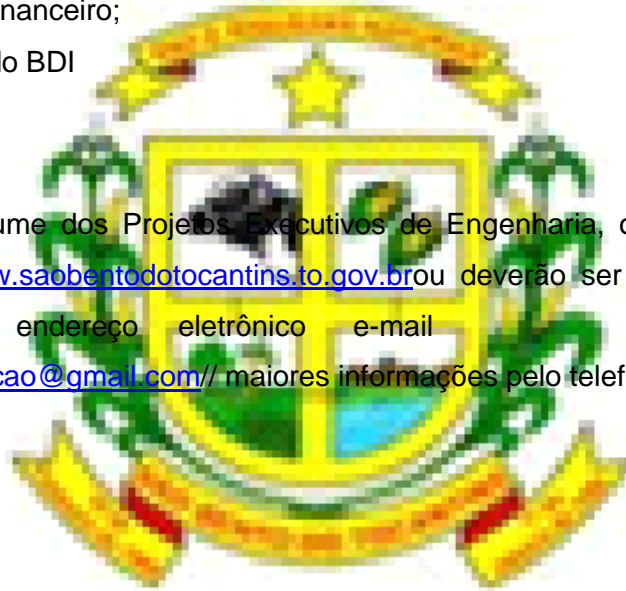 nanceiro;
lo BDI
ume dos Projetos Executivos de Engenharia, c
w.saobentodotocantins.to.gov.brou deverão ser
endereço eletrônico e-mail
cao@gmail.com// maiores informações pelo telef